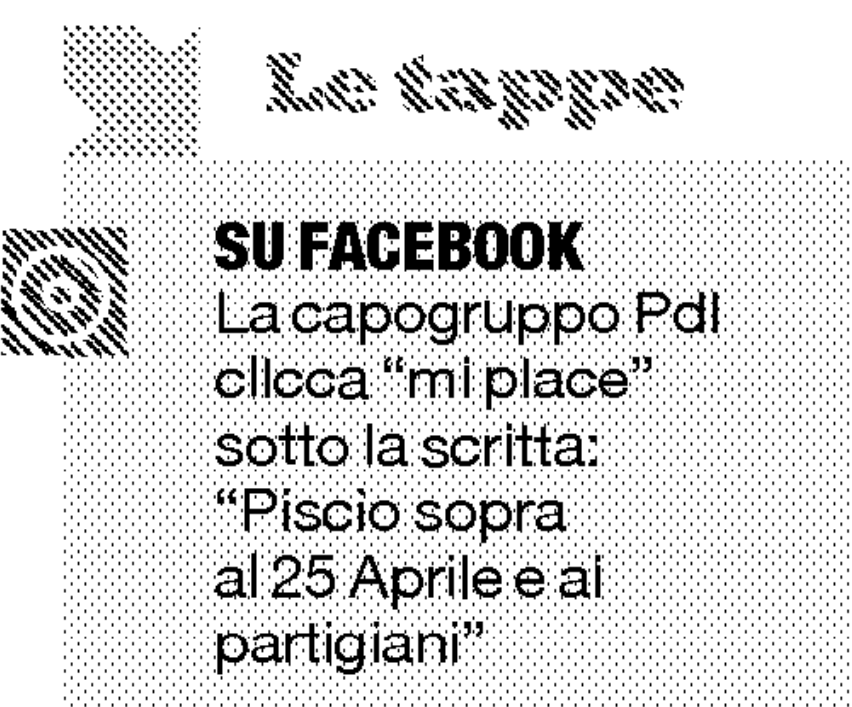 Le tappe
SU FACEBOOK
La capogruppo Pdl
clicca “mi piace”
sotto la scritta:
“Piscio sopra
al 25 Aprile e ai
partigiani”